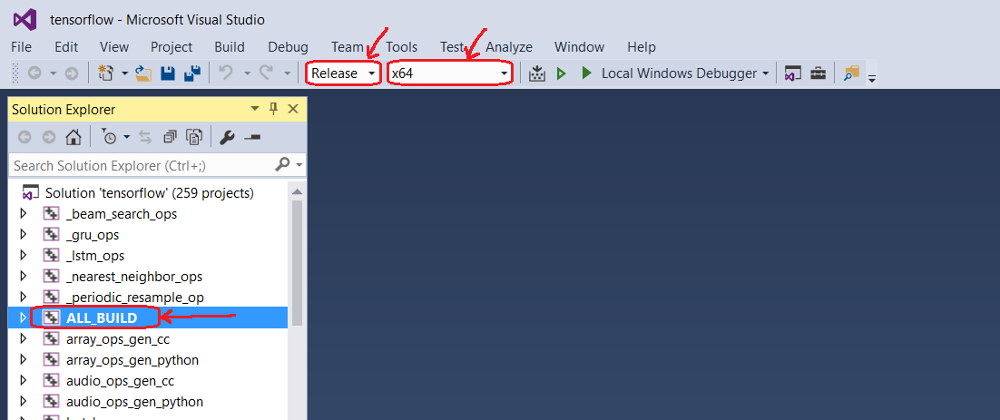 tensorflow - Microsoft Visual Studio
File Edit View Project Build Debug Team Tools Test Analyze Window Help
Release x64 Local Windows Debugger
Solution Explorer
Search Solution Explorer (Ctrl+;)
Solution 'tensorflow' (259 projects)
_beam_search_ops
_gru_ops
_lstm_ops
_nearest_neighbor_ops
_periodic_resample_op
ALL_BUILD
array_ops_gen_cc
array_ops_gen_python
audio_ops_gen_cc
audio_ops_gen_python